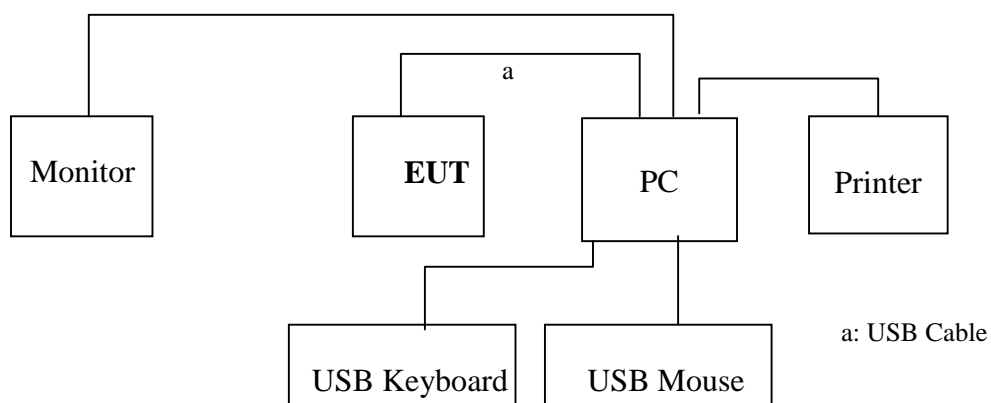 a
Monitor
EUT
PC
Printer
a: USB Cable
USB Keyboard
USB Mouse